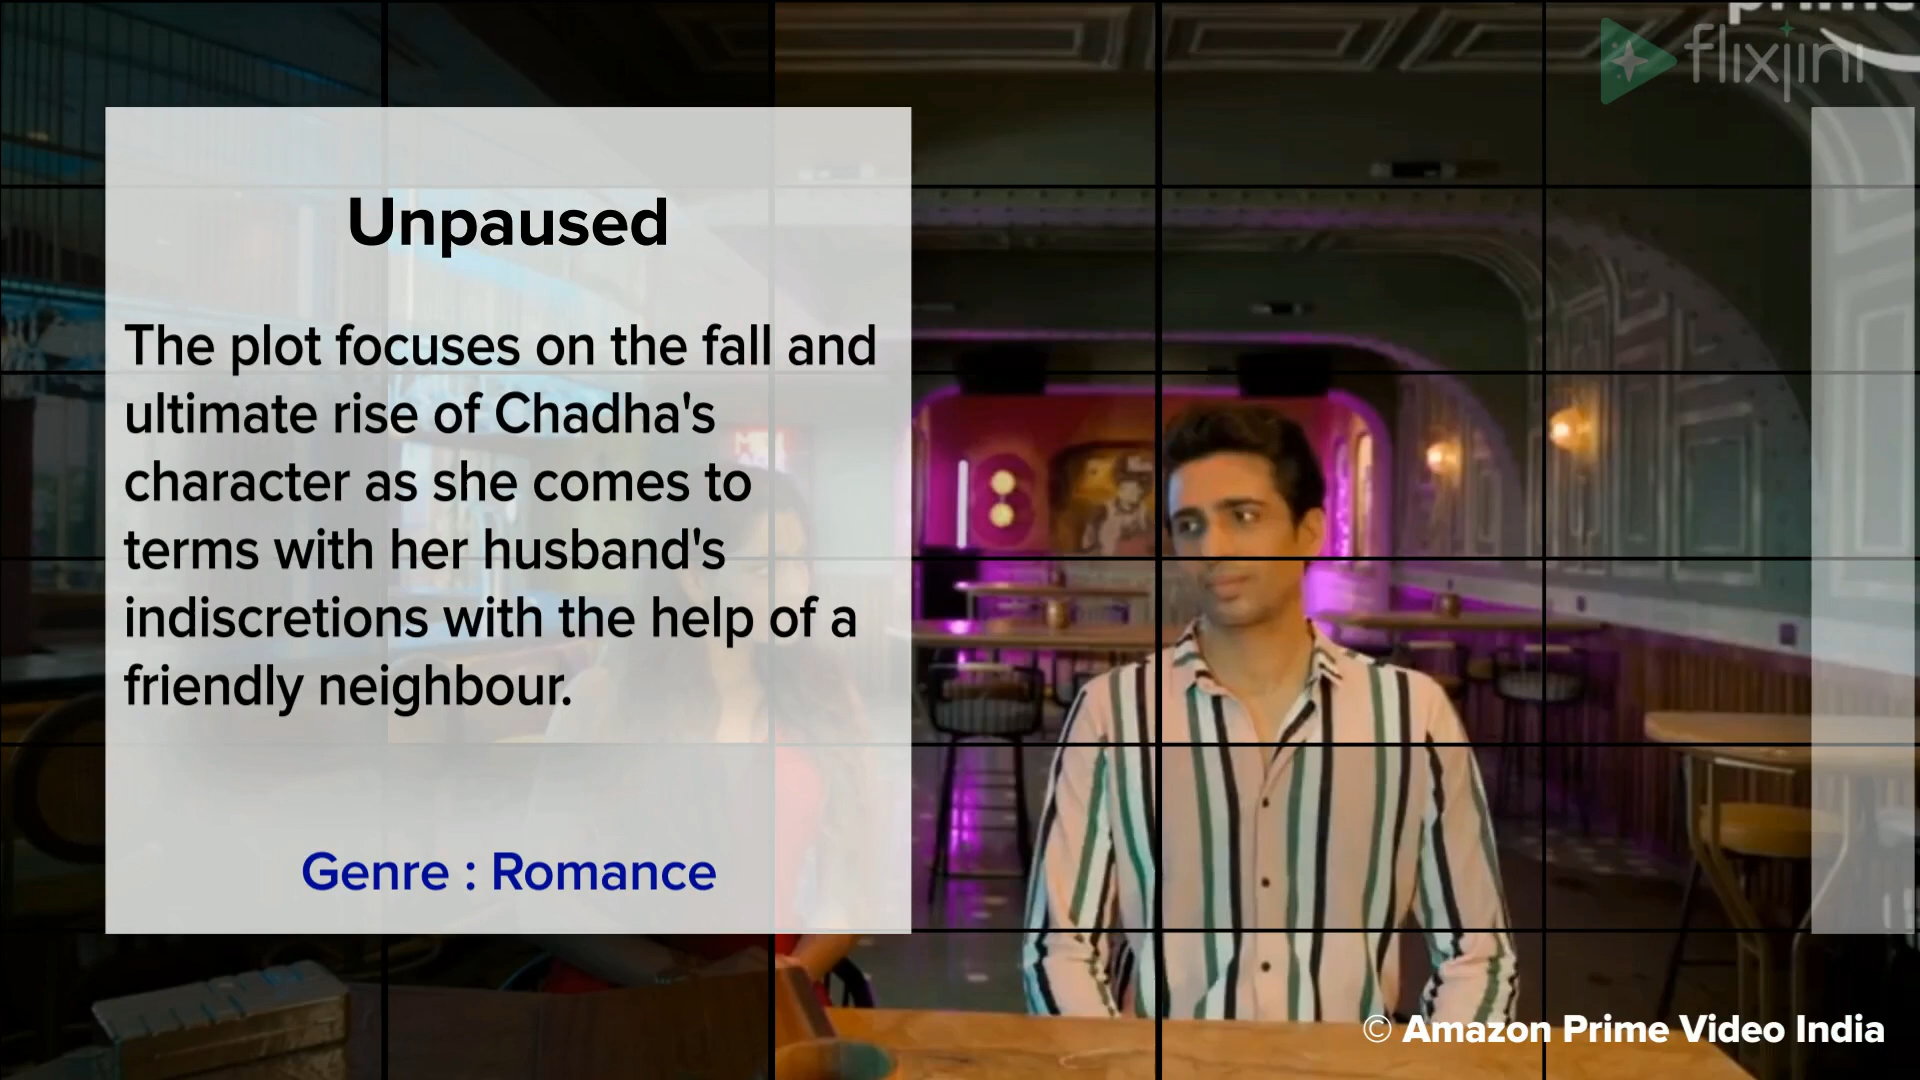 flixjini
Unpaused
The plot focuses on the fall and
ultimate rise of Chadha's
character as she comes to
terms with her husband's
indiscretions with the help of a
friendly neighbour.
Genre : Romance
© Amazon Prime Video India